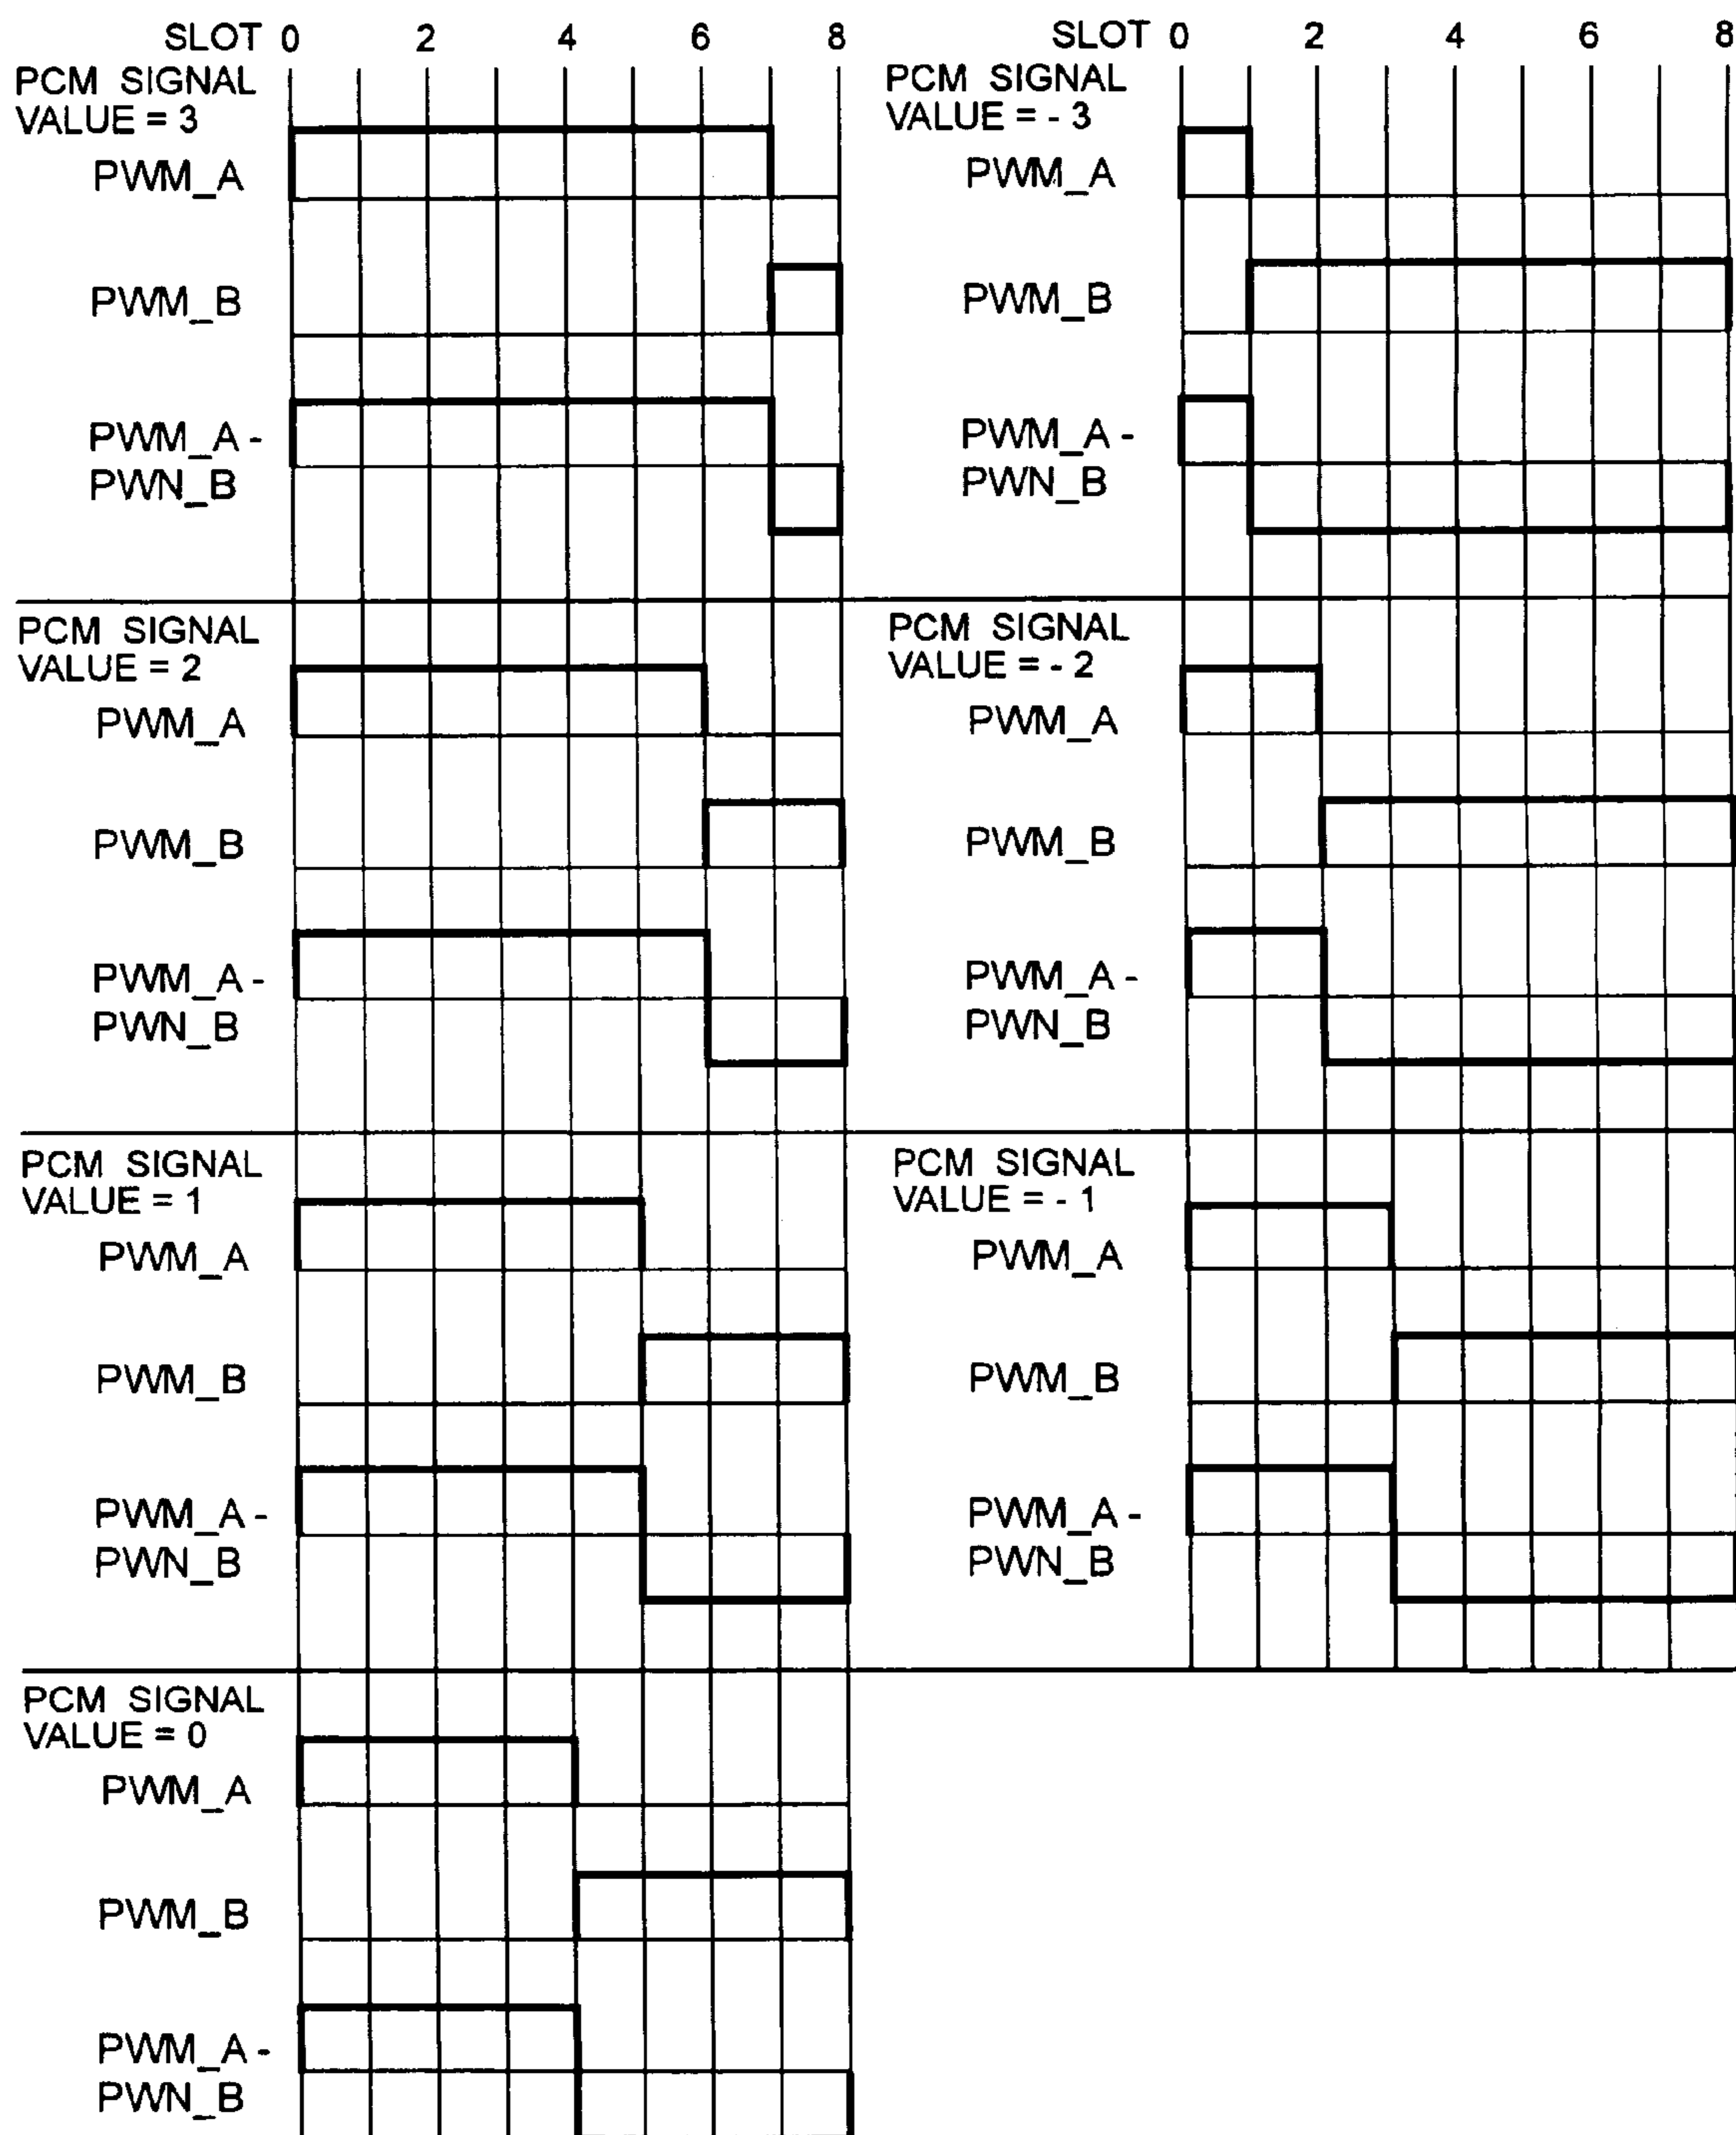 SLOT 0 2 4 6 8
PCM SIGNAL
VALUE = 3
PWM_A
PWM_B
PWM_A -
PWN_B
PCM SIGNAL
VALUE = 2
PWM_A
PWM_B
PWM_A -
PWN_B
PCM SIGNAL
VALUE = 1
PWM_A
PWM_B
PWM_A -
PWN_B
PCM SIGNAL
VALUE = 0
PWM_A
PWM_B
PWM_A -
PWN_B
SLOT 0 2 4 6 8
PCM SIGNAL
VALUE = - 3
PWM_A
PWM_B
PWM_A -
PWN_B
PCM SIGNAL
VALUE = - 2
PWM_A
PWM_B
PWM_A -
PWN_B
PCM SIGNAL
VALUE = - 1
PWM_A
PWM_B
PWM_A -
PWN_B